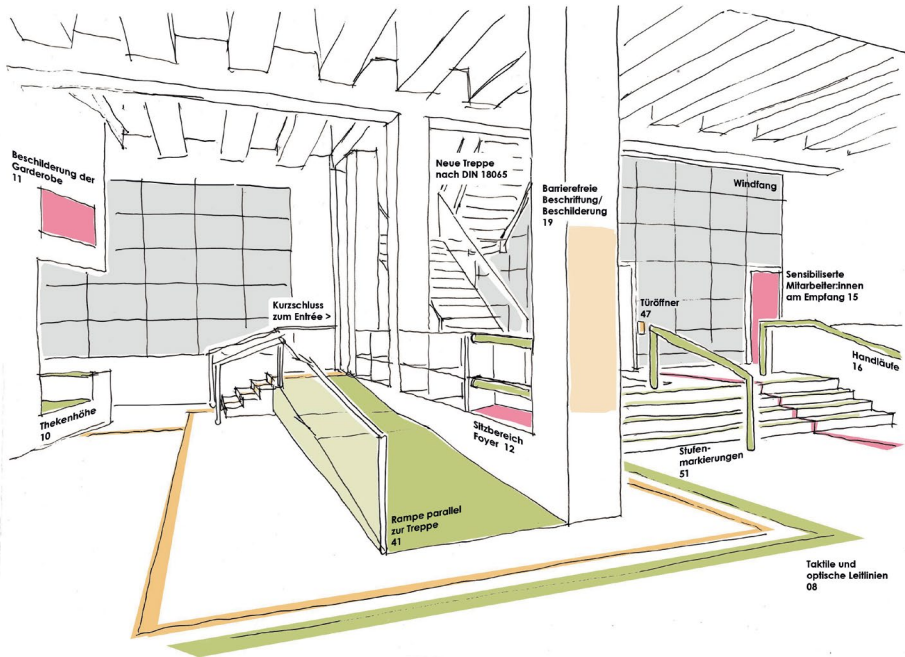 Beschilderung der
Garderobe
11
Neue Treppe
nach DIN 18065
Barrierefreie
Beschriftung/
Beschilderung
19
Windfang
Kurzschluss
zum Entrée >
Türöffner
47
Sensibiliserte
Mitarbeiter:innen
am Empfang 15
Handläufe
16
Thekenhöhe
10
Sitzbereich
Foyer 12
Stufen-
markierungen
51
Rampe parallel
zur Treppe
41
Taktile und
optische Leitlinien
08